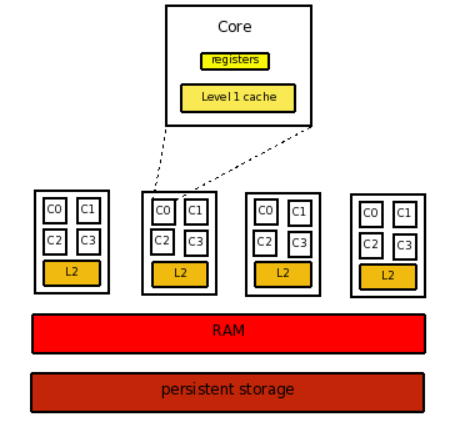 Core
registers
Level 1 cache
C0 C1 C0 C1 C0 C1 C0 C1
C2 C3 C2 C3 C2 C3 C2 C3
L2 L2 L2 L2
RAM
persistent storage